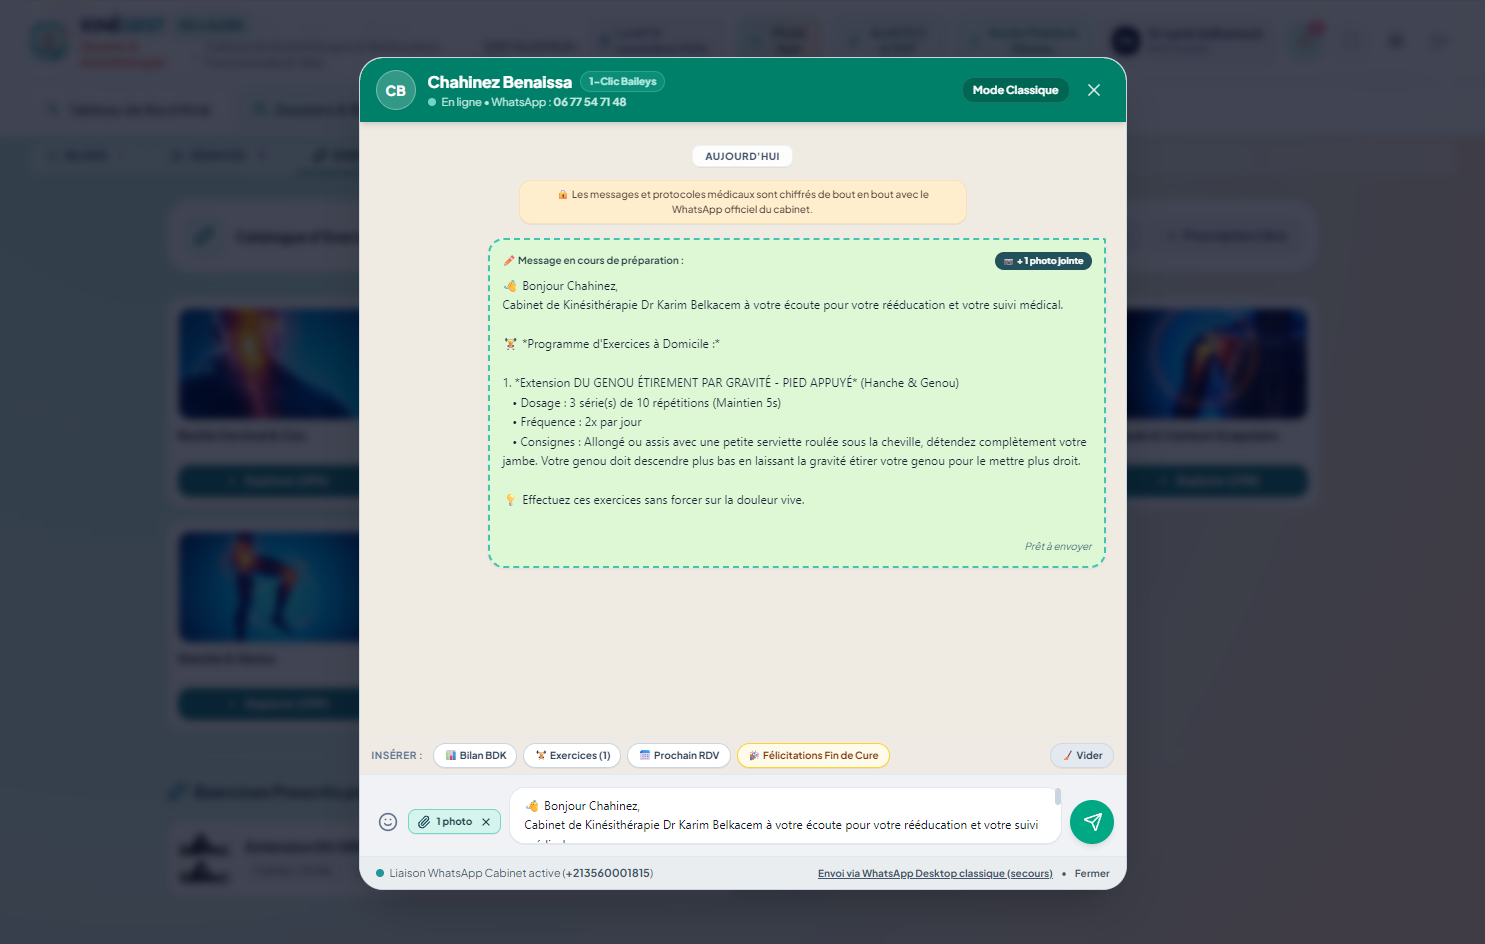 CB
Chahinez Benaissa
1-Clic Baileys
En ligne • WhatsApp : 06 77 54 71 48
Mode Classique
AUJOURD'HUI
🔒 Les messages et protocoles médicaux sont chiffrés de bout en bout avec le
WhatsApp officiel du cabinet.
Message en cours de préparation :
+ 1 photo jointe
Bonjour Chahinez,
Cabinet de Kinésithérapie Dr Karim Belkacem à votre écoute pour votre rééducation et votre suivi médical.
*Programme d'Exercices à Domicile :*
1. *Extension DU GENOU ÉTIREMENT PAR GRAVITÉ - PIED APPUYÉ* (Hanche & Genou)
• Dosage : 3 série(s) de 10 répétitions (Maintien 5s)
• Fréquence : 2x par jour
• Consignes : Allongé ou assis avec une petite serviette roulée sous la cheville, détendez complètement votre
jambe. Votre genou doit descendre plus bas en laissant la gravité étirer votre genou pour le mettre plus droit.
Effectuez ces exercices sans forcer sur la douleur vive.
Prêt à envoyer
INSÉRER :
Bilan BDK
Exercices (1)
Prochain RDV
Félicitations Fin de Cure
Vider
1 photo
Bonjour Chahinez,
Cabinet de Kinésithérapie Dr Karim Belkacem à votre écoute pour votre rééducation et votre suivi
Liaison WhatsApp Cabinet active (+213560001815)
Envoi via WhatsApp Desktop classique (secours)
• Fermer